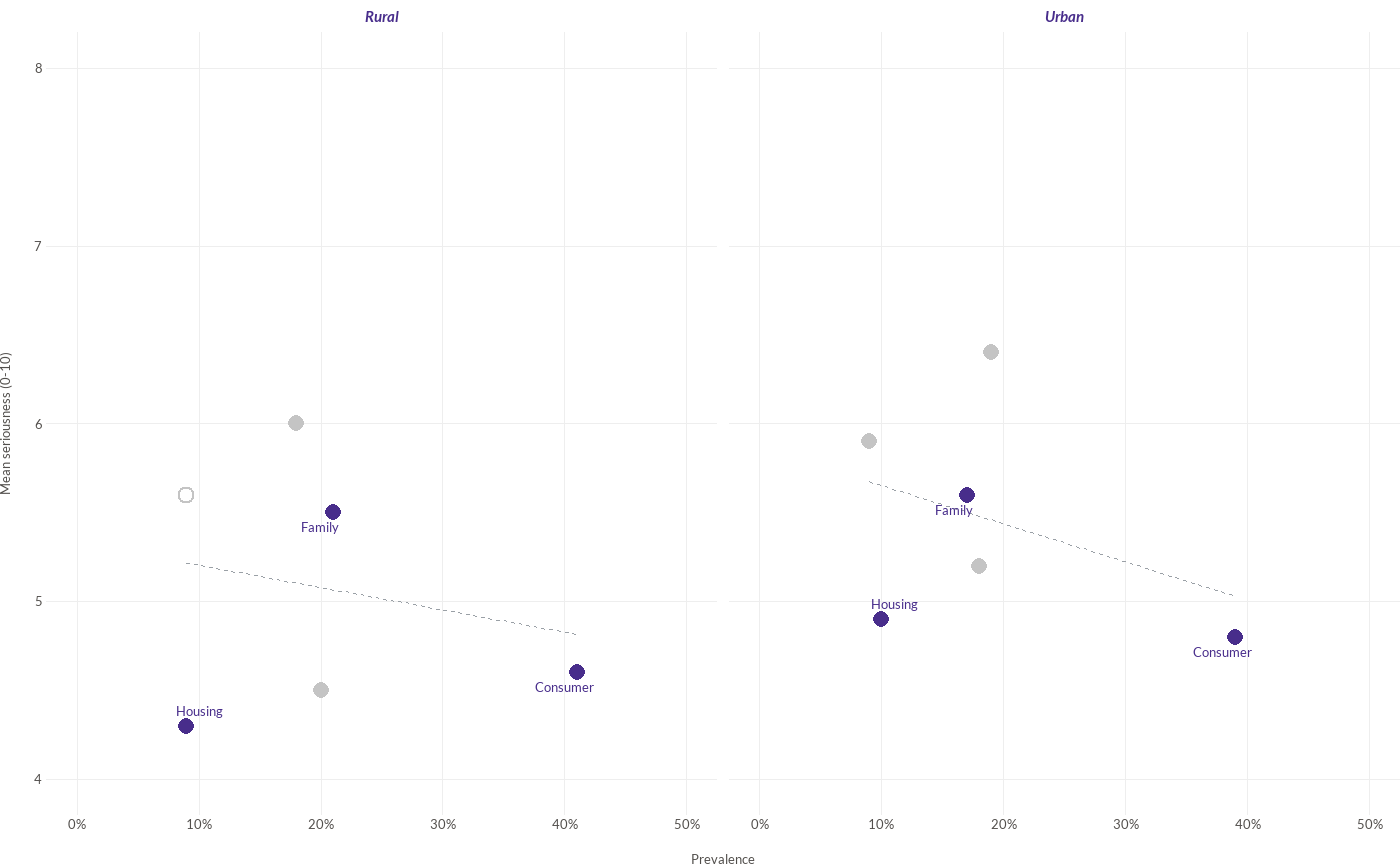 Rural
Urban
8
7
6
5
4
Mean seriousness (0-10)
Family
Housing
Consumer
Family
Housing
Consumer
0% 10% 20% 30% 40% 50%
0% 10% 20% 30% 40% 50%
Prevalence